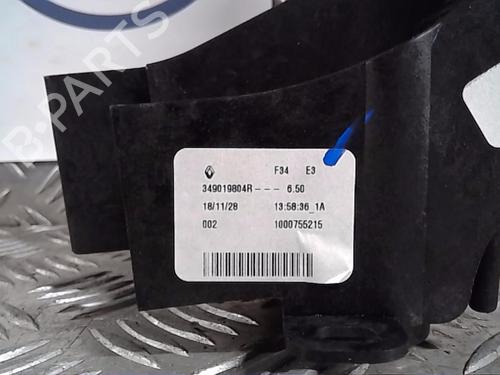 B-PARTS
F34 E3
349019804R--- 6.50
18/11/28 13:58:36_1A
002 1000755215